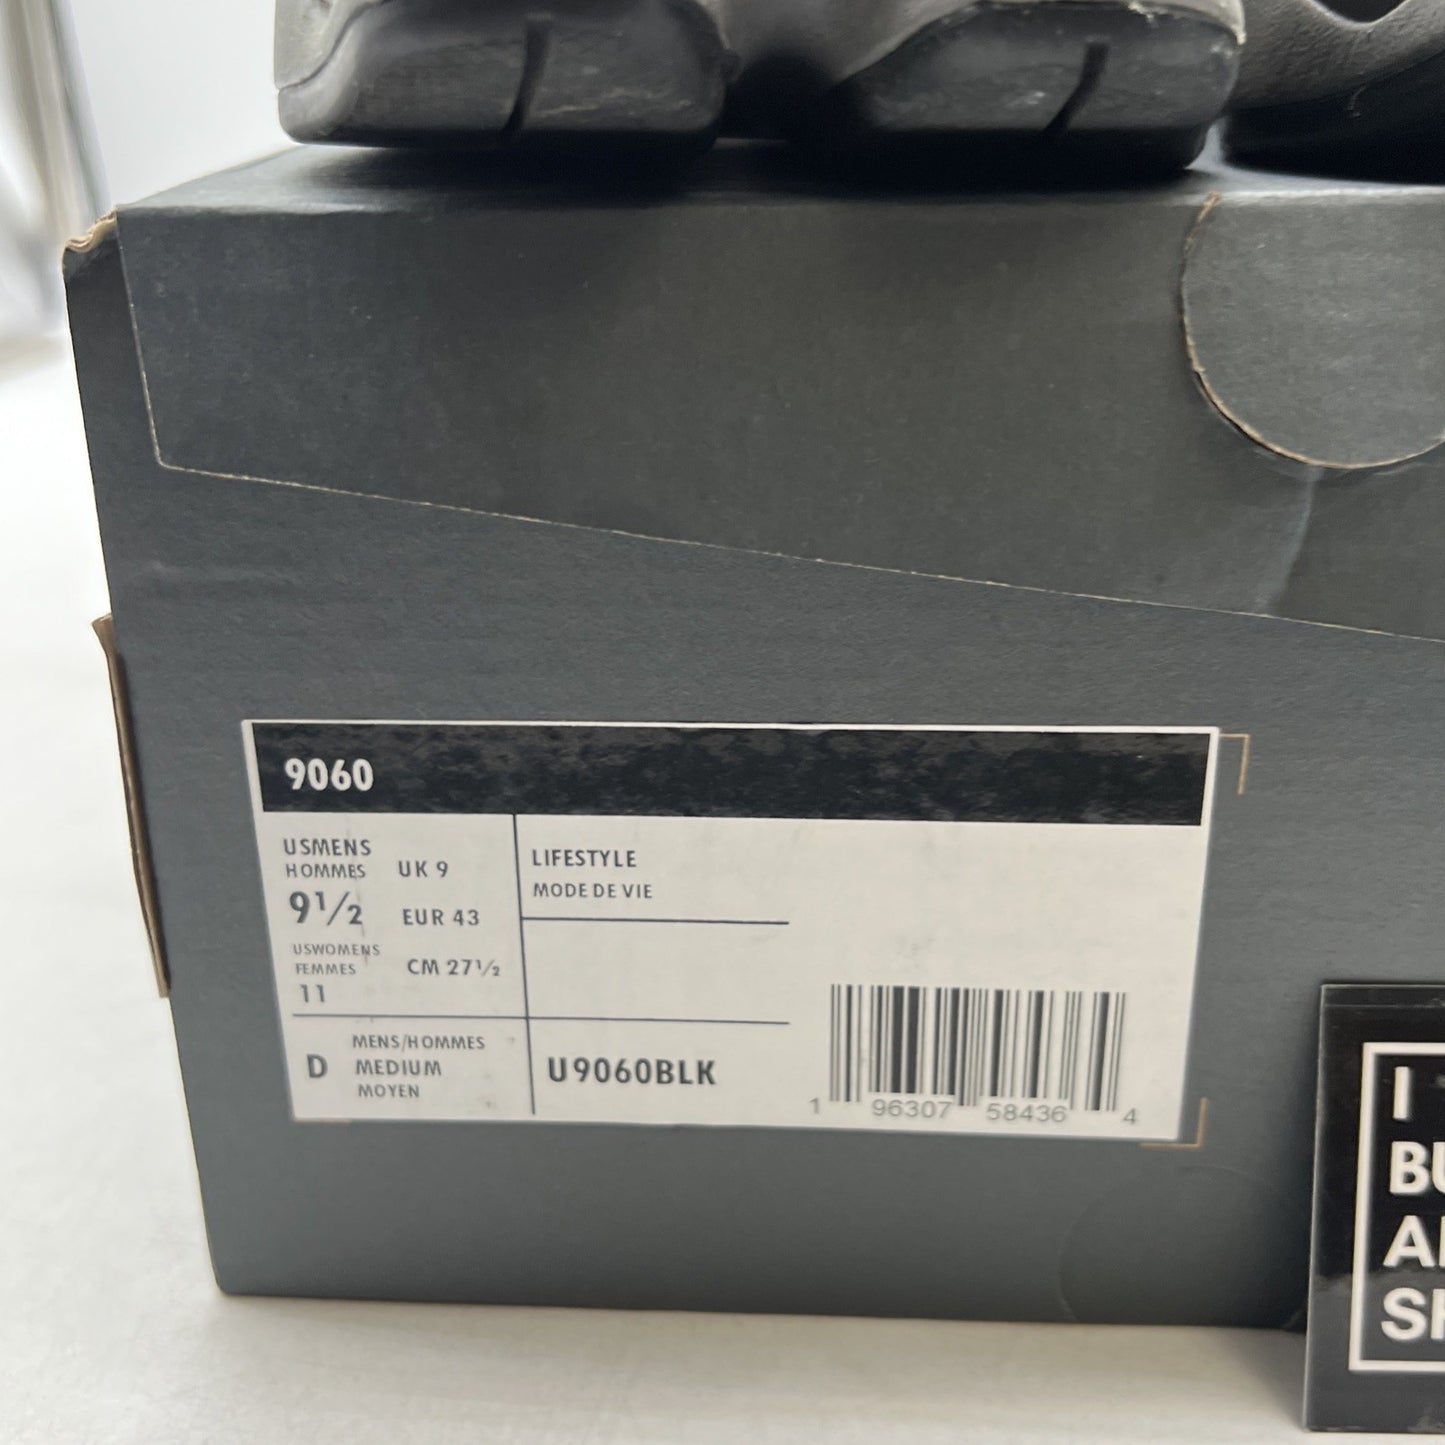 9060
USMENS
HOMMES
UK 9
9 1/2
EUR 43
USWOMENS
FEMMES
CM 27 1/2
11
LIFESTYLE
MODE DE VIE
D
MENS/HOMMES
MEDIUM
MOYEN
U9060BLK
1 96307 58436 4
I